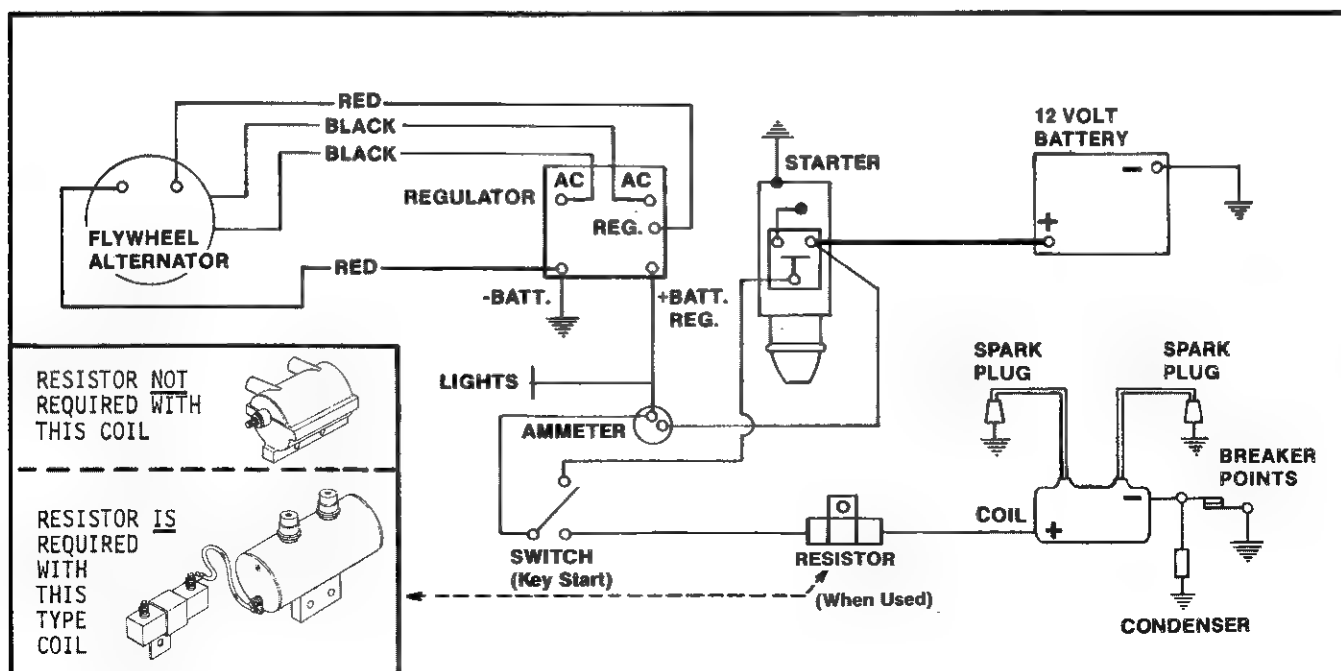 RED
BLACK
BLACK
12 VOLT
BATTERY
STARTER
AC AC
REGULATOR
REG.
FLYWHEEL
ALTERNATOR
RED
-
+
-BATT.
+BATT.
REG.
LIGHTS
AMMETER
SPARK
PLUG
SPARK
PLUG
BREAKER
POINTS
COIL
+
-
SWITCH
(Key Start)
RESISTOR
(When Used)
CONDENSER
RESISTOR NOT
REQUIRED WITH
THIS COIL
RESISTOR IS
REQUIRED
WITH
THIS
TYPE
COIL